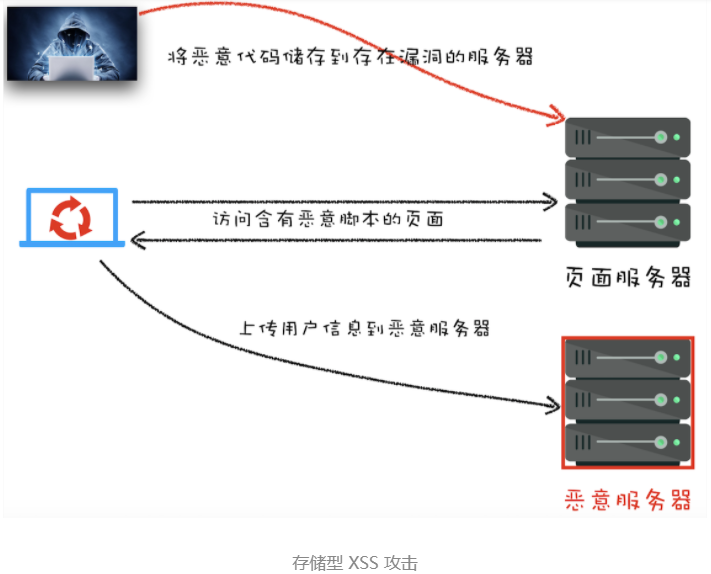 将恶意代码储存到存在漏洞的服务器
访问含有恶意脚本的页面
页面服务器
上传用户信息到恶意服务器
恶意服务器
存储型 XSS 攻击